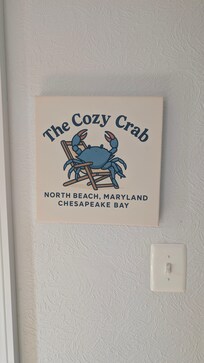 The Cozy Crab
NORTH BEACH, MARYLAND
CHESAPEAKE BAY